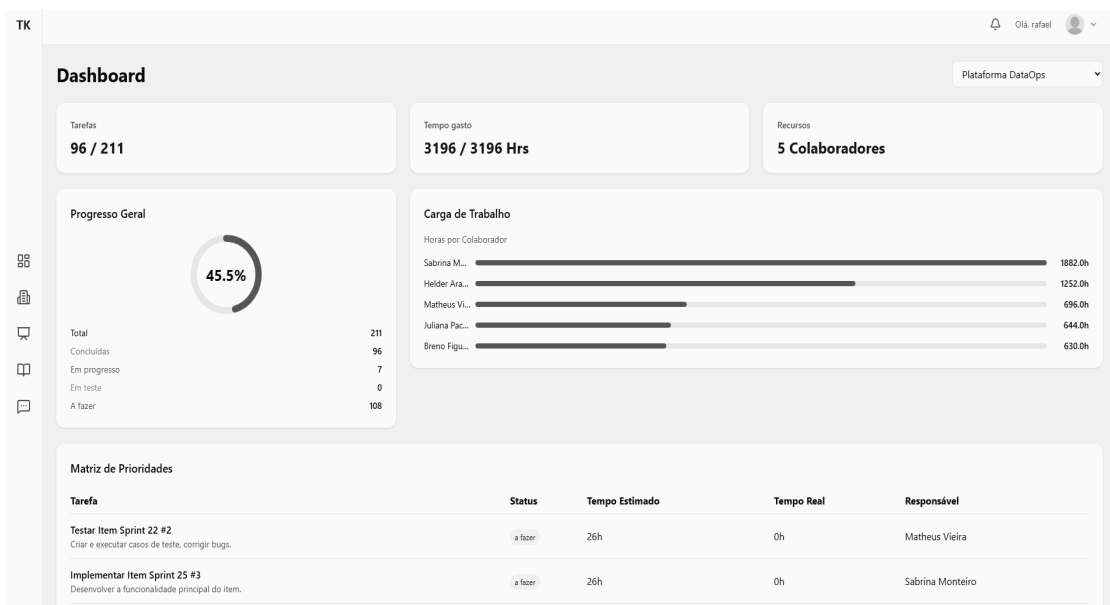 TK
Olá, rafael
Dashboard
Plataforma DataOps
Tarefas
96 / 211
Tempo gasto
3196 / 3196 Hrs
Recursos
5 Colaboradores
Progresso Geral
45.5%
Total 211
Concluídas 96
Em progresso 7
Em teste 0
A fazer 108
Carga de Trabalho
Horas por Colaborador
Sabrina M... 1882.0h
Helder Ara... 1252.0h
Matheus Vi... 696.0h
Juliana Pac... 644.0h
Breno Figu... 630.0h
Matriz de Prioridades
Tarefa Status Tempo Estimado Tempo Real Responsável
Testar Item Sprint 22 #2
Criar e executar casos de teste, corrigir bugs.
a fazer 26h 0h Matheus Vieira
Implementar Item Sprint 25 #3
Desenvolver a funcionalidade principal do item.
a fazer 26h 0h Sabrina Monteiro